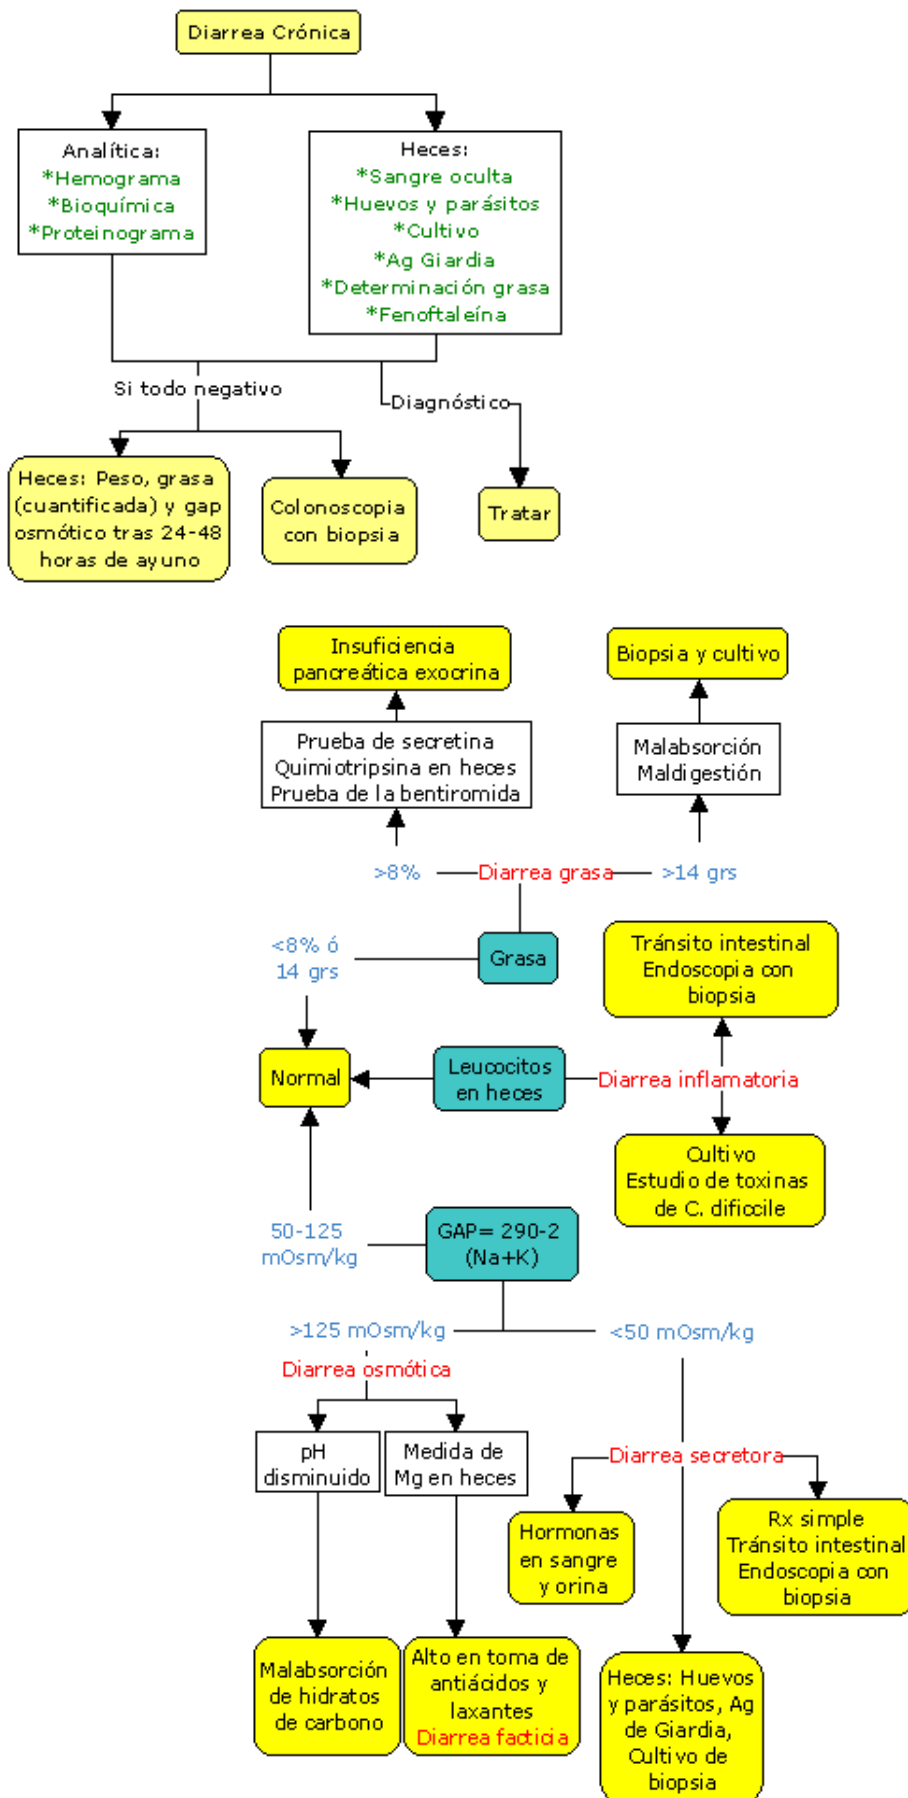 Diarrea Crónica
Analítica:
*Hemograma
*Bioquímica
*Proteinograma
Heces:
*Sangre oculta
*Huevos y parásitos
*Cultivo
*Ag Giardia
*Determinación grasa
*Fenoftaleína
Si todo negativo
Diagnóstico
Heces: Peso, grasa
(cuantificada) y gap
osmótico tras 24-48
horas de ayuno
Colonoscopia
con biopsia
Tratar
Insuficiencia
pancreática exocrina
Biopsia y cultivo
Prueba de secretina
Quimiotripsina en heces
Prueba de la bentiromida
Malabsorción
Maldigestión
>8%
Diarrea grasa
>14 grs
<8% ó
14 grs
Grasa
Tránsito intestinal
Endoscopia con
biopsia
Normal
Leucocitos
en heces
Diarrea inflamatoria
Cultivo
Estudio de toxinas
de C. dificcile
50-125
mOsm/kg
GAP= 290-2
(Na+K)
>125 mOsm/kg
<50 mOsm/kg
Diarrea osmótica
pH
disminuido
Medida de
Mg en heces
Diarrea secretora
Hormonas
en sangre
y orina
Rx simple
Tránsito intestinal
Endoscopia con
biopsia
Malabsorción
de hidratos
de carbono
Alto en toma de
antiácidos y
laxantes
Diarrea facticia
Heces: Huevos
y parásitos, Ag
de Giardia,
Cultivo de
biopsia